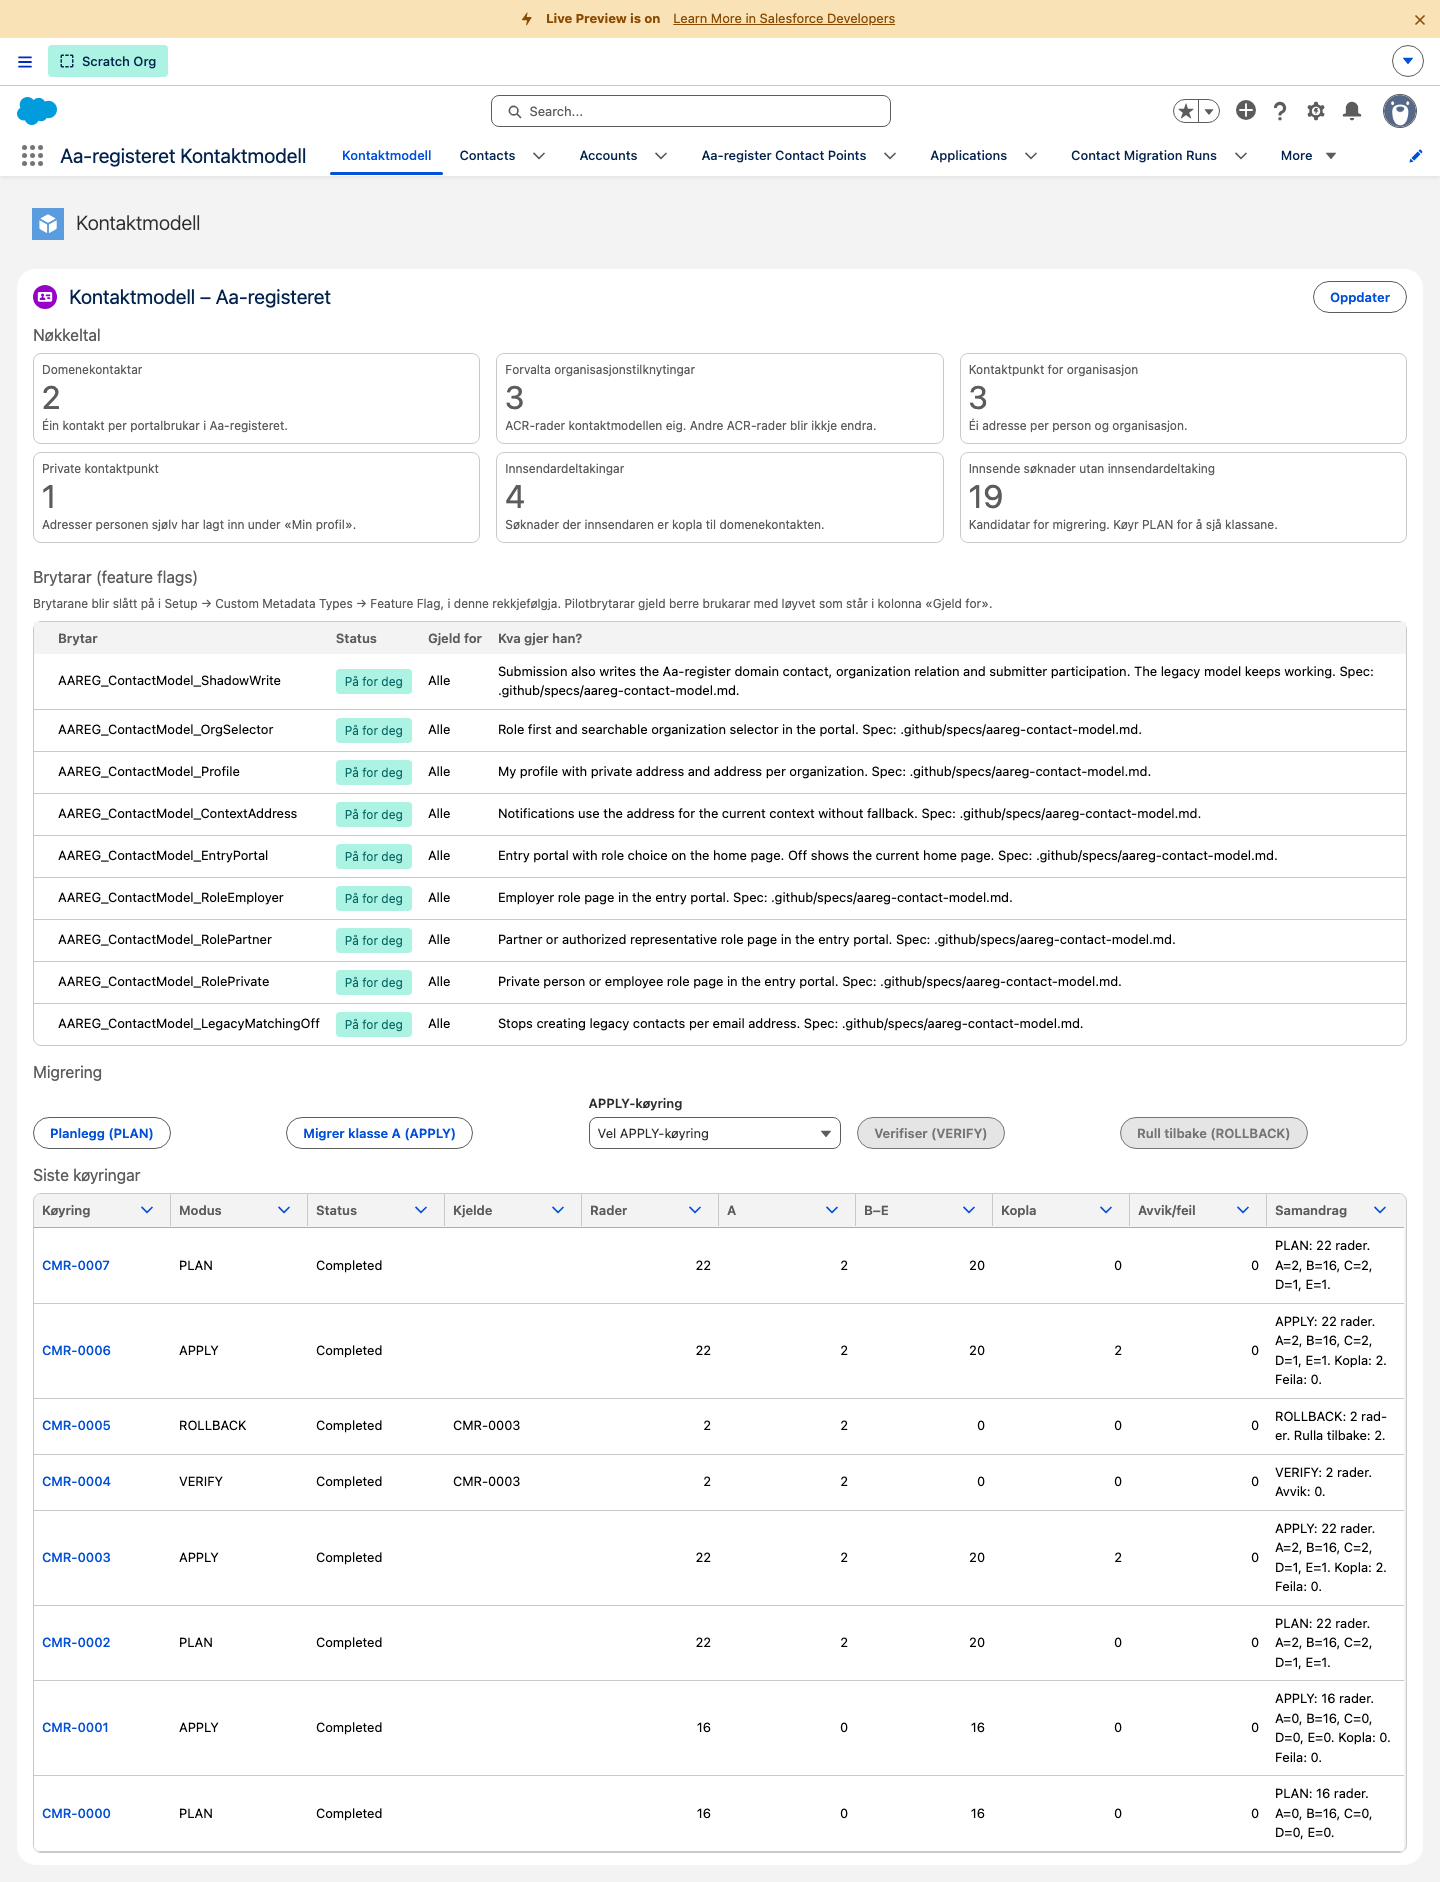 Live Preview is on Learn More in Salesforce Developers
Scratch Org
Search...
Aa-registeret Kontaktmodell Kontaktmodell Contacts Accounts Aa-register Contact Points Applications Contact Migration Runs More
Kontaktmodell
Kontaktmodell – Aa-registeret Oppdater
Nøkkeltal
Domenekontaktar
2
Éin kontakt per portalbrukar i Aa-registeret.
Forvalta organisasjonstilknytingar
3
ACR-rader kontaktmodellen eig. Andre ACR-rader blir ikkje endra.
Kontaktpunkt for organisasjon
3
Éi adresse per person og organisasjon.
Private kontaktpunkt
1
Adresser personen sjølv har lagt inn under «Min profil».
Innsendardeltakingar
4
Søknader der innsendaren er kopla til domenekontakten.
Innsende søknader utan innsendardeltaking
19
Kandidatar for migrering. Køyr PLAN for å sjå klassane.
Brytarar (feature flags)
Brytarane blir slått på i Setup → Custom Metadata Types → Feature Flag, i denne rekkjefølgja. Pilotbrytarar gjeld berre brukarar med løyvet som står i kolonna «Gjeld for».
Brytar Status Gjeld for Kva gjer han?
AAREG_ContactModel_ShadowWrite På for deg Alle Submission also writes the Aa-register domain contact, organization relation and submitter participation. The legacy model keeps working. Spec:
.github/specs/aareg-contact-model.md.
AAREG_ContactModel_OrgSelector På for deg Alle Role first and searchable organization selector in the portal. Spec: .github/specs/aareg-contact-model.md.
AAREG_ContactModel_Profile På for deg Alle My profile with private address and address per organization. Spec: .github/specs/aareg-contact-model.md.
AAREG_ContactModel_ContextAddress På for deg Alle Notifications use the address for the current context without fallback. Spec: .github/specs/aareg-contact-model.md.
AAREG_ContactModel_EntryPortal På for deg Alle Entry portal with role choice on the home page. Off shows the current home page. Spec: .github/specs/aareg-contact-model.md.
AAREG_ContactModel_RoleEmployer På for deg Alle Employer role page in the entry portal. Spec: .github/specs/aareg-contact-model.md.
AAREG_ContactModel_RolePartner På for deg Alle Partner or authorized representative role page in the entry portal. Spec: .github/specs/aareg-contact-model.md.
AAREG_ContactModel_RolePrivate På for deg Alle Private person or employee role page in the entry portal. Spec: .github/specs/aareg-contact-model.md.
AAREG_ContactModel_LegacyMatchingOff På for deg Alle Stops creating legacy contacts per email address. Spec: .github/specs/aareg-contact-model.md.
Migrering
APPLY-køyring
Planlegg (PLAN) Migrer klasse A (APPLY) Vel APPLY-køyring Verifiser (VERIFY) Rull tilbake (ROLLBACK)
Siste køyringar
Køyring Modus Status Kjelde Rader A B–E Kopla Avvik/feil Samandrag
CMR-0007 PLAN Completed 22 2 20 0 0 PLAN: 22 rader.
A=2, B=16, C=2,
D=1, E=1.
CMR-0006 APPLY Completed 22 2 20 2 0 APPLY: 22 rader.
A=2, B=16, C=2,
D=1, E=1. Kopla: 2.
Feila: 0.
CMR-0005 ROLLBACK Completed CMR-0003 2 2 0 0 0 ROLLBACK: 2 rad-
er. Rulla tilbake: 2.
CMR-0004 VERIFY Completed CMR-0003 2 2 0 0 0 VERIFY: 2 rader.
Avvik: 0.
CMR-0003 APPLY Completed 22 2 20 2 0 APPLY: 22 rader.
A=2, B=16, C=2,
D=1, E=1. Kopla: 2.
Feila: 0.
CMR-0002 PLAN Completed 22 2 20 0 0 PLAN: 22 rader.
A=2, B=16, C=2,
D=1, E=1.
CMR-0001 APPLY Completed 16 0 16 0 0 APPLY: 16 rader.
A=0, B=16, C=0,
D=0, E=0. Kopla: 0.
Feila: 0.
CMR-0000 PLAN Completed 16 0 16 0 0 PLAN: 16 rader.
A=0, B=16, C=0,
D=0, E=0.